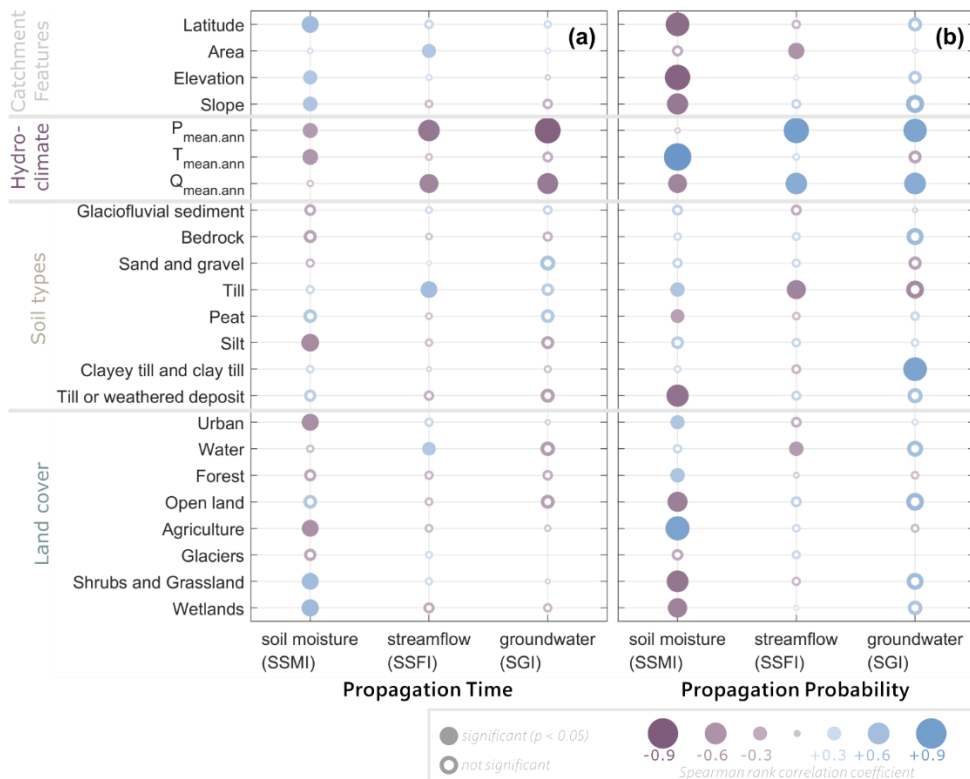 (a)
(b)
Catchment
Features
Latitude
Area
Elevation
Slope
Hydro-
climate
Pmean.ann
Tmean.ann
Qmean.ann
Soil types
Glaciofluvial sediment
Bedrock
Sand and gravel
Till
Peat
Silt
Clayey till and clay till
Till or weathered deposit
Land cover
Urban
Water
Forest
Open land
Agriculture
Glaciers
Shrubs and Grassland
Wetlands
soil moisture
(SSMI)
streamflow
(SSFI)
groundwater
(SGI)
soil moisture
(SSMI)
streamflow
(SSFI)
groundwater
(SGI)
Propagation Time
Propagation Probability
significant (p < 0.05)
not significant
-0.9 -0.6 -0.3 +0.3 +0.6 +0.9
Spearman rank correlation coefficient